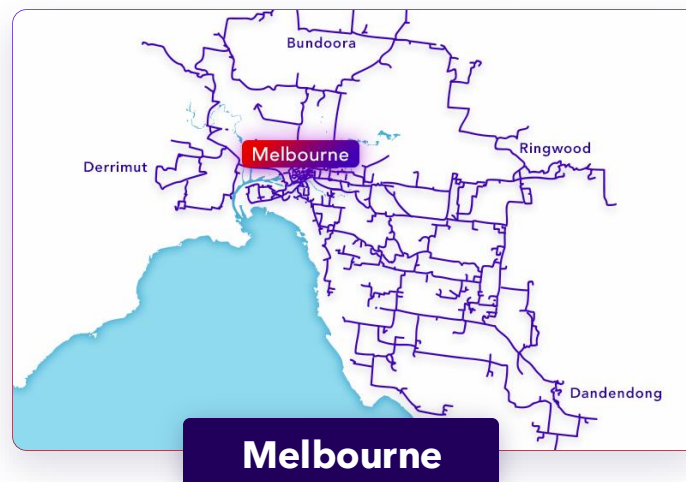 Bundoora
Melbourne
Ringwood
Derrimut
Dandendong
Melbourne